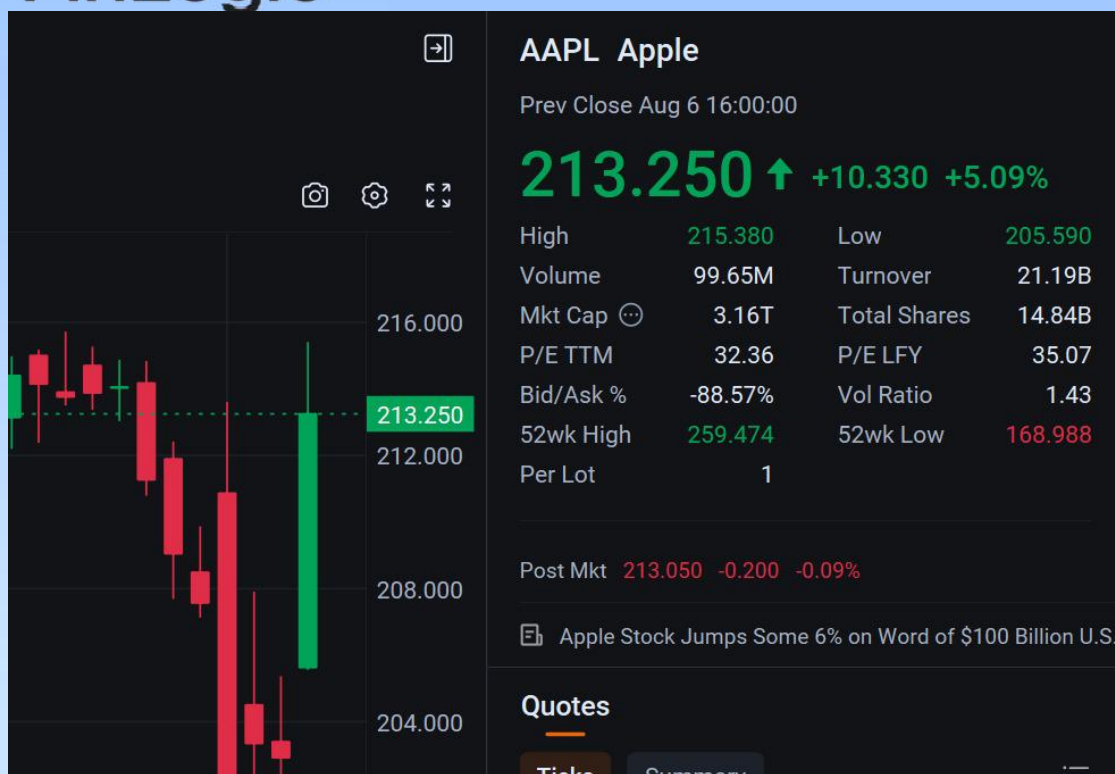 AAPL Apple
Prev Close Aug 6 16:00:00
213.250 +10.330 +5.09%
High 215.380 Low 205.590
Volume 99.65M Turnover 21.19B
Mkt Cap 3.16T Total Shares 14.84B
P/E TTM 32.36 P/E LFY 35.07
Bid/Ask % -88.57% Vol Ratio 1.43
52wk High 259.474 52wk Low 168.988
Per Lot 1
Post Mkt 213.050 -0.200 -0.09%
Apple Stock Jumps Some 6% on Word of $100 Billion U.S.
Quotes
Ticks Summary
216.000
213.250
212.000
208.000
204.000